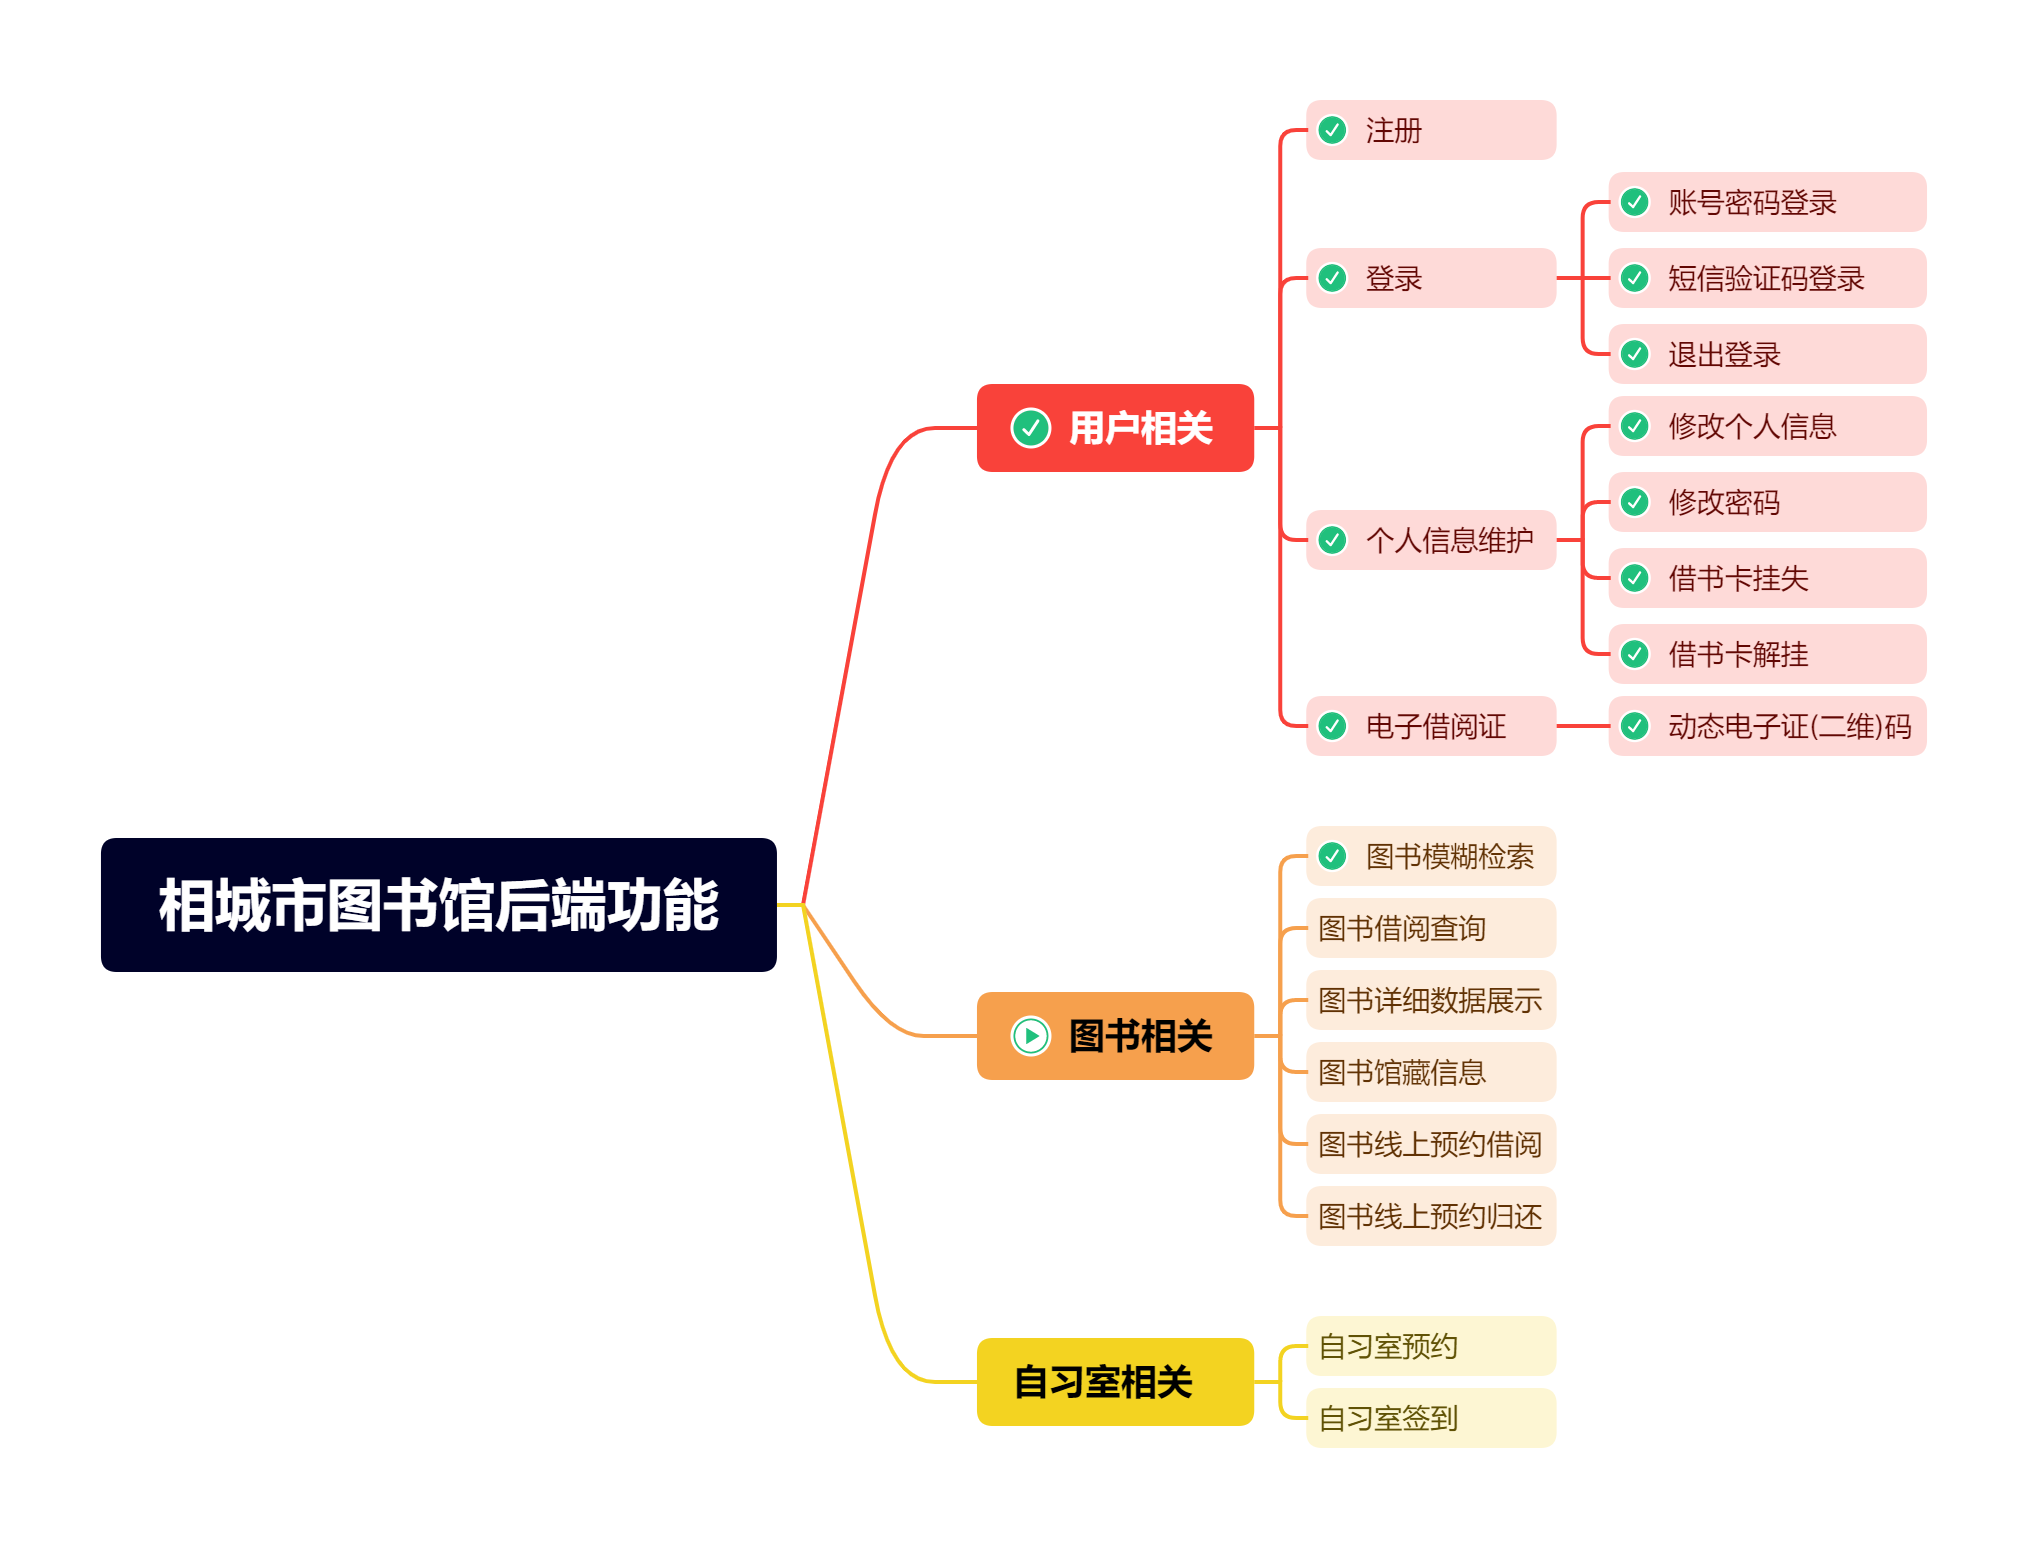 相城市图书馆后端功能
用户相关
注册
登录
账号密码登录
短信验证码登录
退出登录
个人信息维护
修改个人信息
修改密码
借书卡挂失
借书卡解挂
电子借阅证
动态电子证(二维)码
图书相关
图书模糊检索
图书借阅查询
图书详细数据展示
图书馆藏信息
图书线上预约借阅
图书线上预约归还
自习室相关
自习室预约
自习室签到